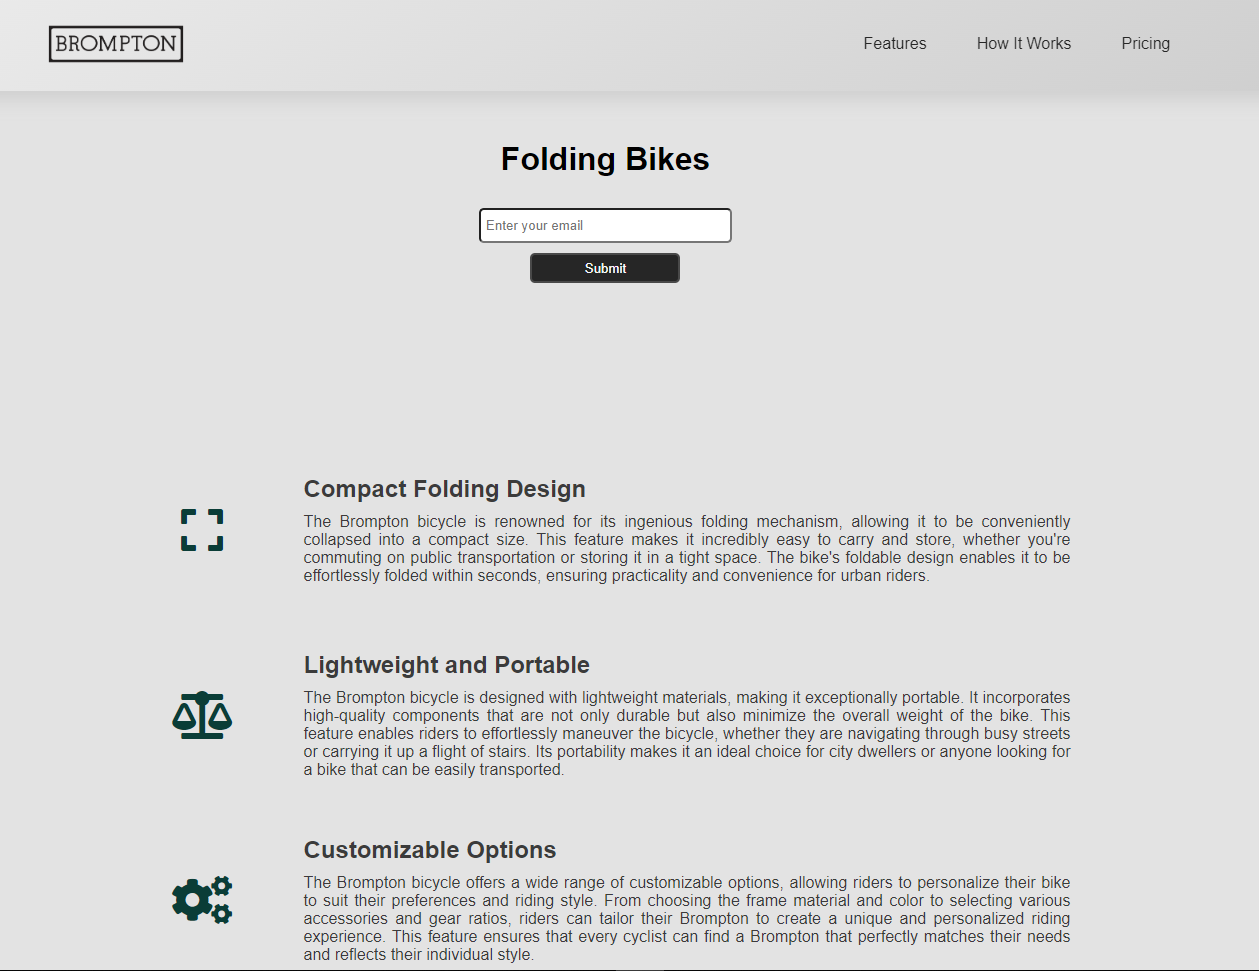 BROMPTON
Features
How It Works
Pricing
Folding Bikes
Enter your email
Submit
Compact Folding Design
The Brompton bicycle is renowned for its ingenious folding mechanism, allowing it to be conveniently
collapsed into a compact size. This feature makes it incredibly easy to carry and store, whether you're
commuting on public transportation or storing it in a tight space. The bike's foldable design enables it to be
effortlessly folded within seconds, ensuring practicality and convenience for urban riders.
Lightweight and Portable
The Brompton bicycle is designed with lightweight materials, making it exceptionally portable. It incorporates
high-quality components that are not only durable but also minimize the overall weight of the bike. This
feature enables riders to effortlessly maneuver the bicycle, whether they are navigating through busy streets
or carrying it up a flight of stairs. Its portability makes it an ideal choice for city dwellers or anyone looking for
a bike that can be easily transported.
Customizable Options
The Brompton bicycle offers a wide range of customizable options, allowing riders to personalize their bike
to suit their preferences and riding style. From choosing the frame material and color to selecting various
accessories and gear ratios, riders can tailor their Brompton to create a unique and personalized riding
experience. This feature ensures that every cyclist can find a Brompton that perfectly matches their needs
and reflects their individual style.